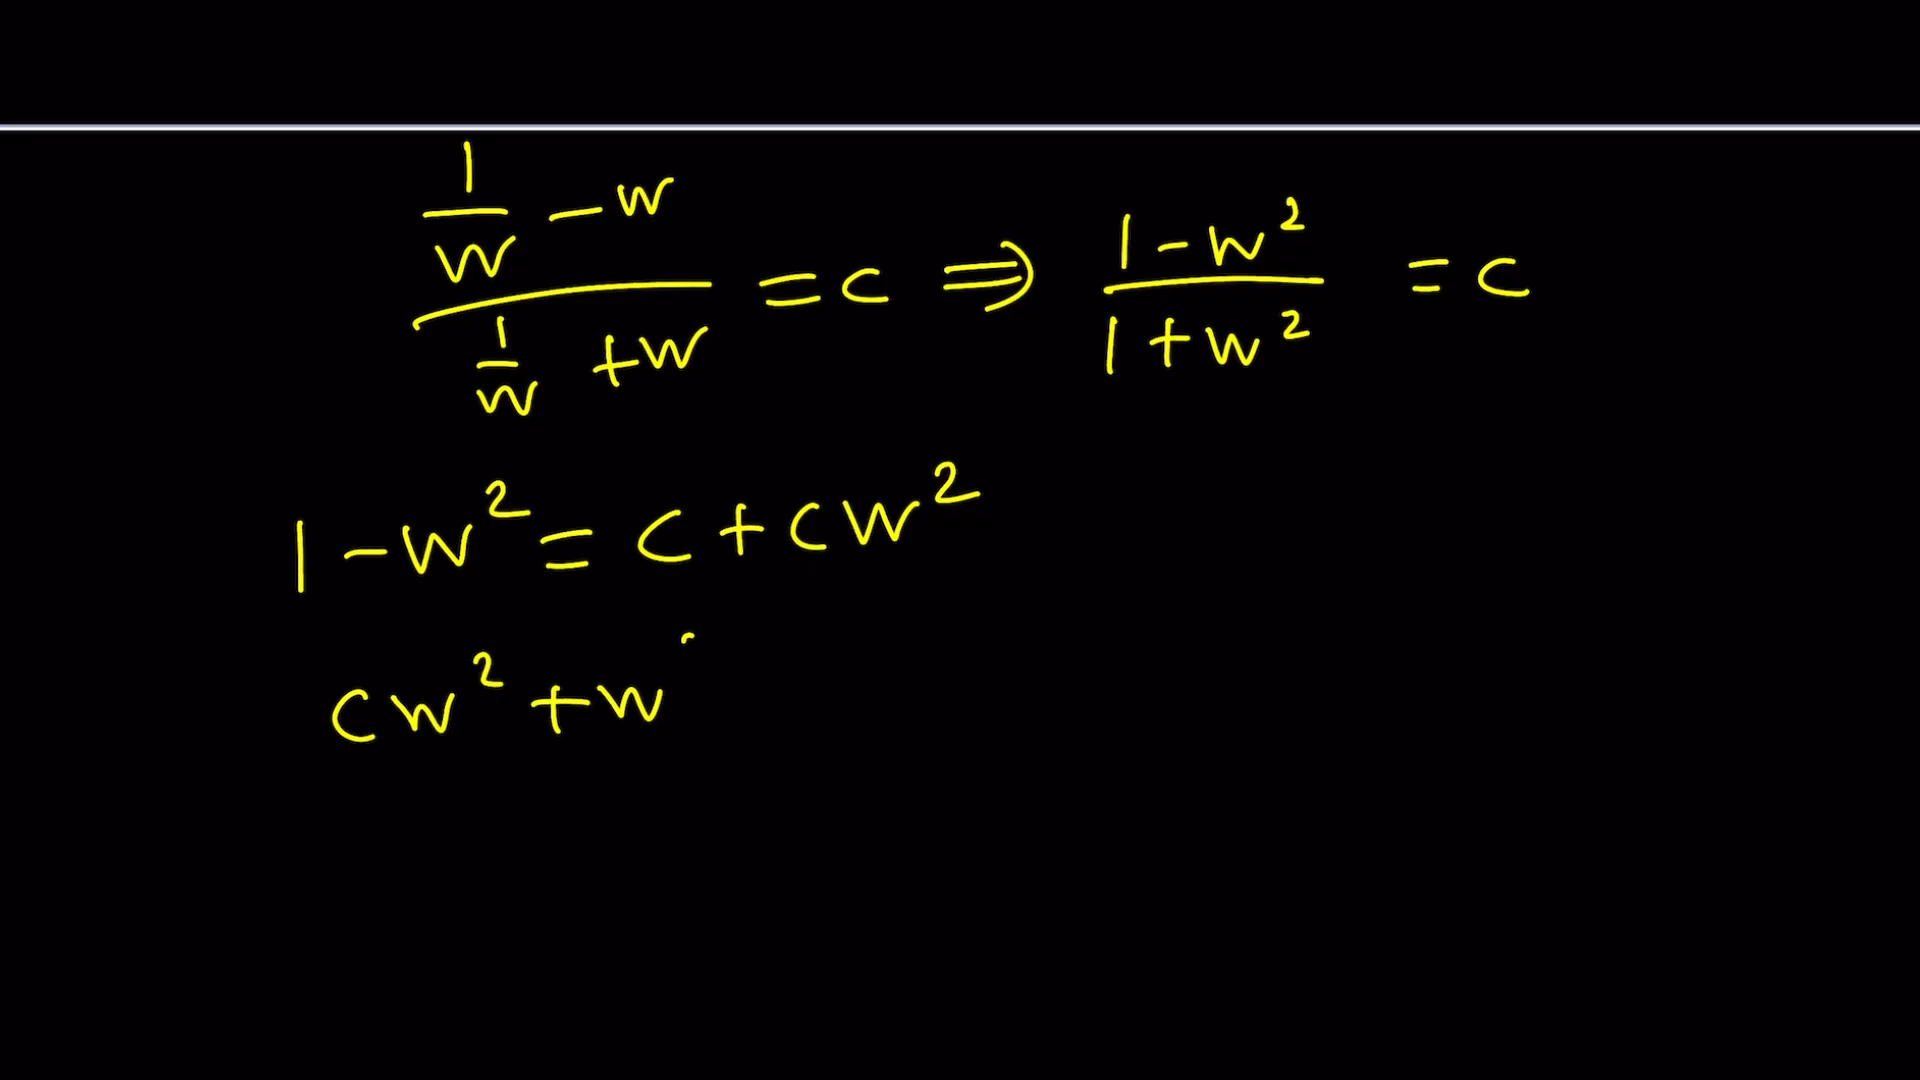 (1/w - w)/(1/w + w) = c ⇒ (1 - w²)/(1 + w²) = c
1 - w² = c + cw²
cw² + w